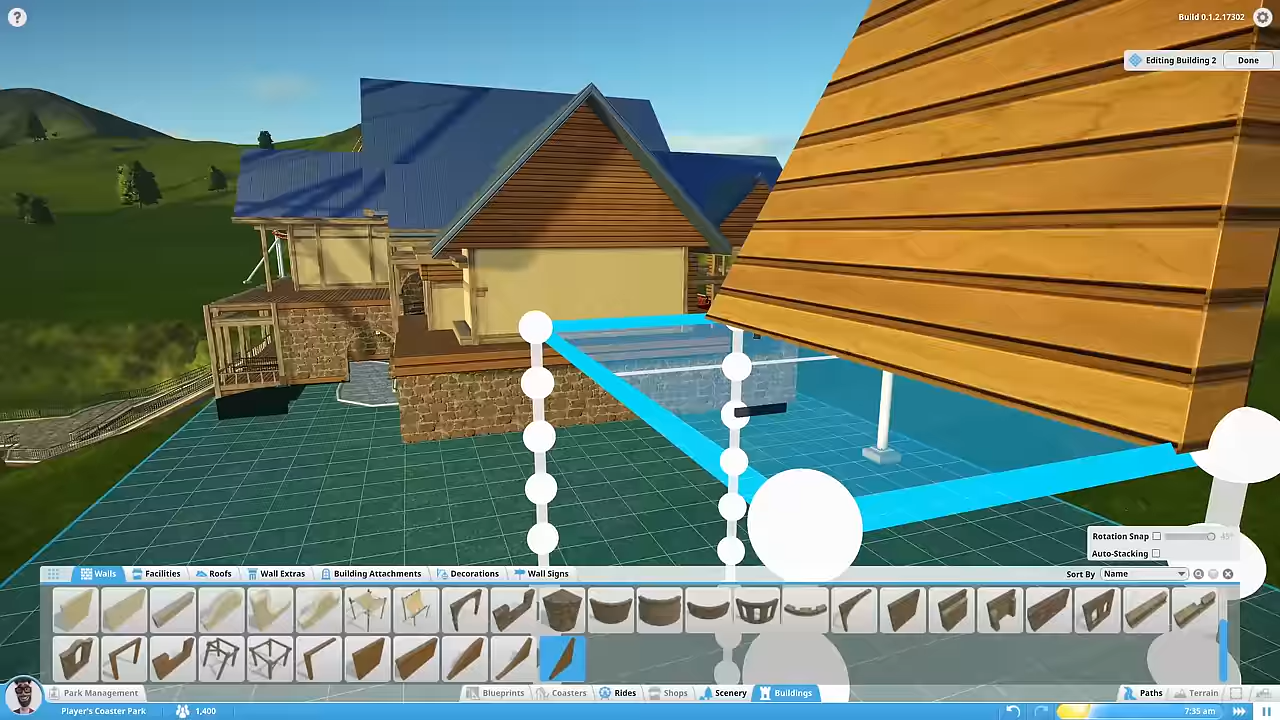 ?
Build 0.1.2.17302
Editing Building 2
Done
Rotation Snap
45°
Auto-Stacking
Walls
Facilities
Roofs
Wall Extras
Building Attachments
Decorations
Wall Signs
Sort By
Name
Park Management
Blueprints
Coasters
Rides
Shops
Scenery
Buildings
Paths
Terrain
Player's Coaster Park
1,400
7:35 am